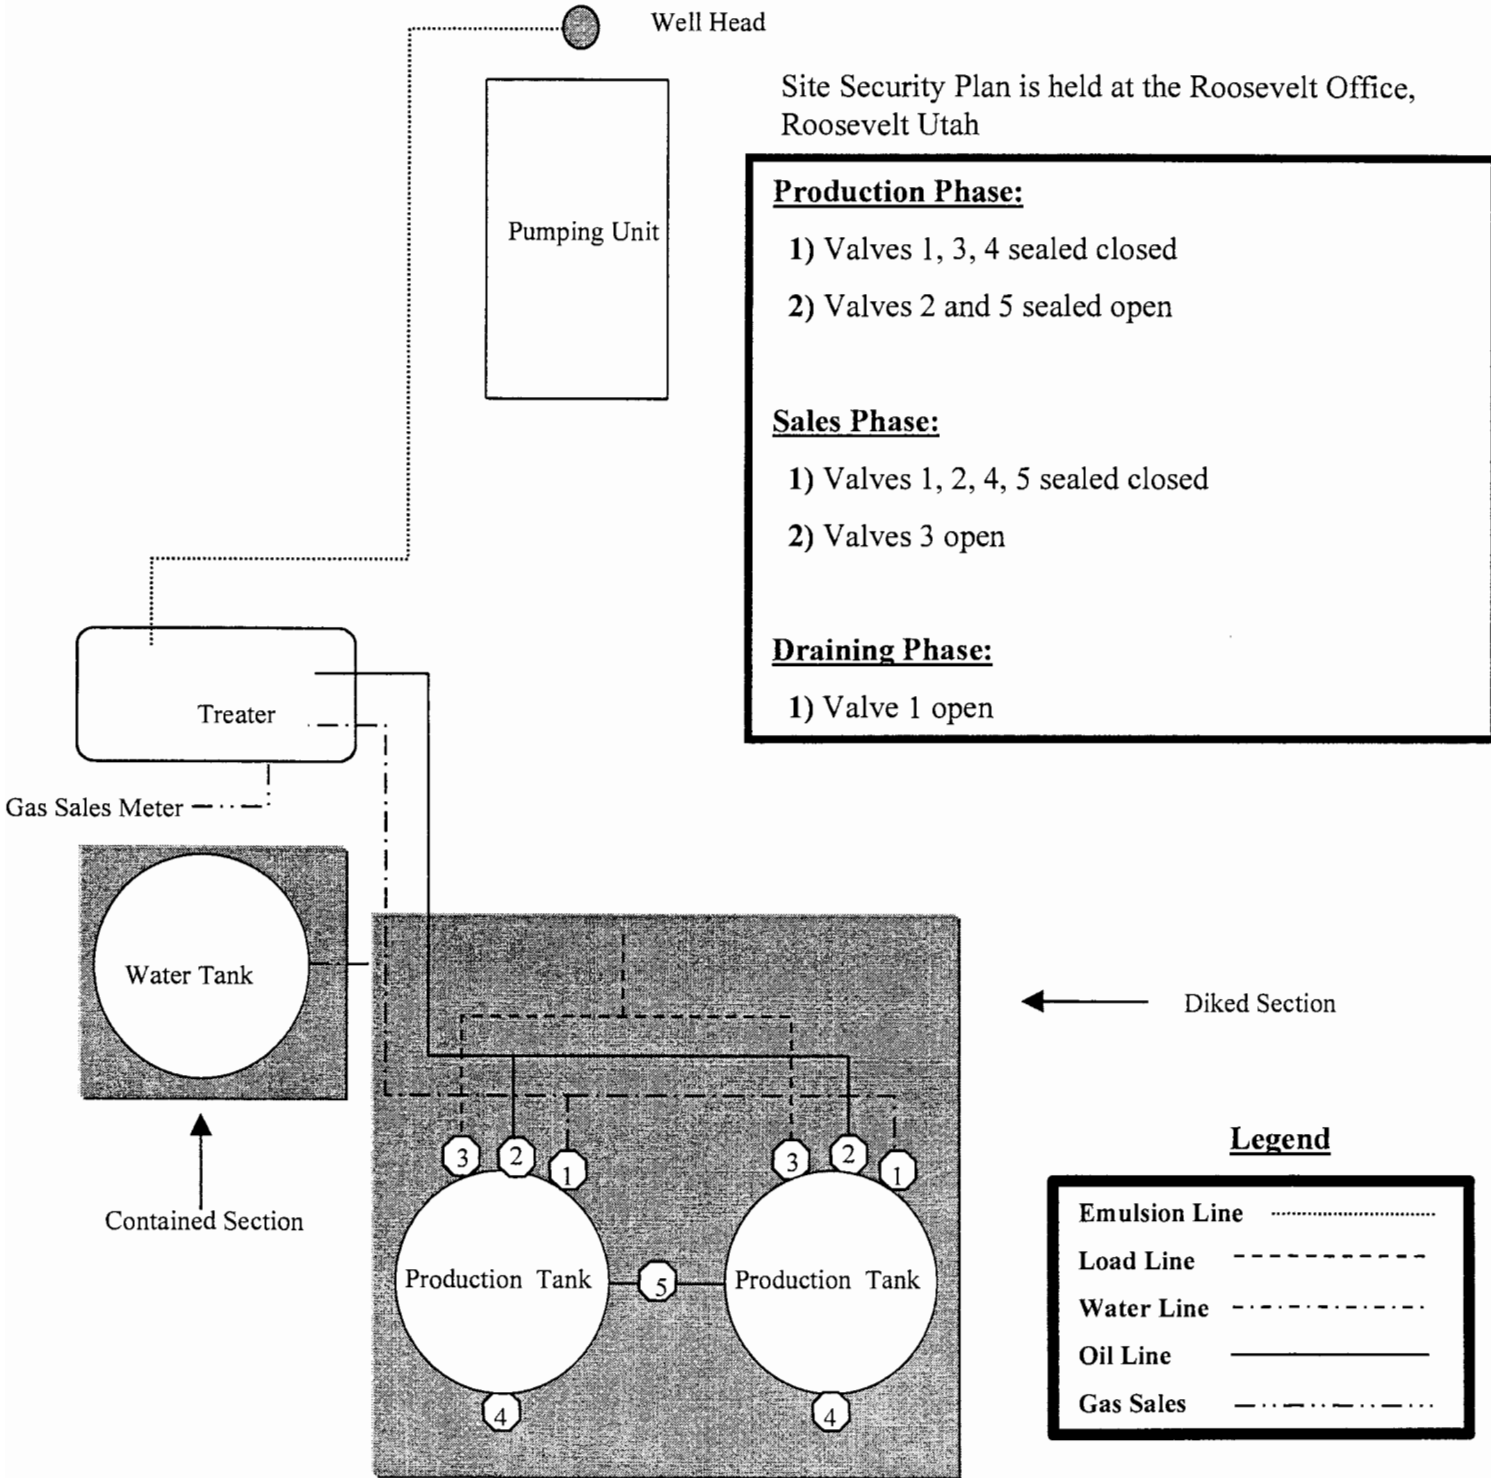 Well Head
Site Security Plan is held at the Roosevelt Office,
Roosevelt Utah
Pumping Unit
Production Phase:
1) Valves 1, 3, 4 sealed closed
2) Valves 2 and 5 sealed open
Sales Phase:
1) Valves 1, 2, 4, 5 sealed closed
2) Valves 3 open
Draining Phase:
1) Valve 1 open
Treater
Gas Sales Meter
Water Tank
Contained Section
Diked Section
3
2
1
3
2
1
Production Tank
5
Production Tank
4
4
Legend
Emulsion Line
Load Line
Water Line
Oil Line
Gas Sales